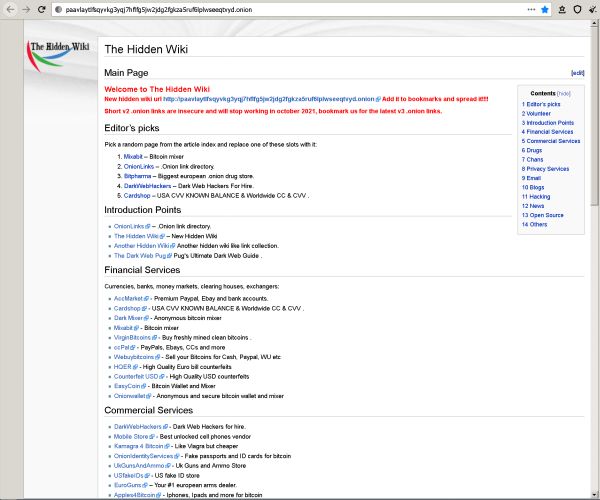 The Hidden Wiki
The Hidden Wiki
Main Page
[edit]
Welcome to The Hidden Wiki
New hidden wiki url Add it to bookmarks and spread it!!!!
Short v2 .onion links are insecure and will stop working in october 2021, bookmark us for the latest v3 .onion links.
Contents [hide]
1 Editor's picks
2 Volunteer
3 Introduction Points
4 Financial Services
5 Commercial Services
6 Drugs
7 Chans
8 Privacy Services
9 Email
10 Blogs
11 Hacking
12 News
13 Open Source
14 Others
Editor's picks
Pick a random page from the article index and replace one of these slots with it:
1. Mixabit – Bitcoin mixer
2. OnionLinks – .Onion link directory.
3. Bitpharma – Biggest european .onion drug store.
4. DarkWebHackers – Dark Web Hackers For Hire.
5. Cardshop – USA CVV KNOWN BALANCE & Worldwide CC & CVV .
Introduction Points
OnionLinks – .Onion link directory.
The Hidden Wiki – New Hidden Wiki
Another Hidden Wiki Another hidden wiki like link collection.
The Dark Web Pug Pug's Ultimate Dark Web Guide .
Financial Services
Currencies, banks, money markets, clearing houses, exchangers:
AccMarket - Premium Paypal, Ebay and bank accounts.
Cardshop - USA CVV KNOWN BALANCE & Worldwide CC & CVV .
Dark Mixer - Anonymous bitcoin mixer
Mixabit - Bitcoin mixer
VirginBitcoins - Buy freshly mined clean bitcoins .
ccPal - PayPals, Ebays, CCs and more
Webuybitcoins - Sell your Bitcoins for Cash, Paypal, WU etc
HQER - High Quality Euro bill counterfeits
Counterfeit USD - High Quality USD counterfeits
EasyCoin - Bitcoin Wallet and Mixer
Onionwallet - Anonymous and secure bitcoin wallet and mixer
Commercial Services
DarkWebHackers - Dark Web Hackers for hire.
Mobile Store - Best unlocked cell phones vendor
Kamagra 4 Bitcoin - Like Viagra but cheaper
OnionIdentityServices - Fake passports and ID cards for bitcoin
UkGunsAndAmmo - Uk Guns and Ammo Store
USfakeIDs - US fake ID store
EuroGuns – Your #1 european arms dealer.
Apples4Bitcoin - Iphones, Ipads and more for bitcoin